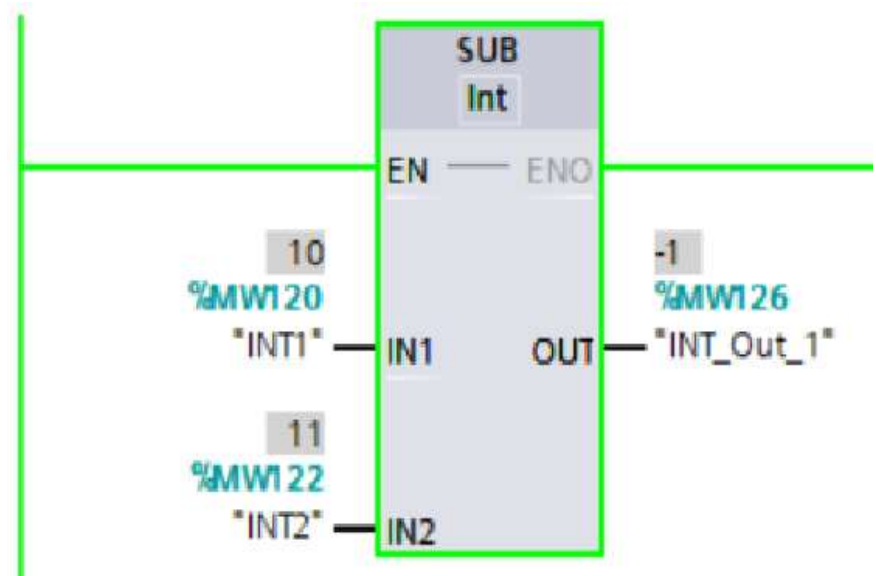 SUB
Int
EN ENO
10 -1
%MW120 %MW126
"INT1" IN1 OUT "INT_Out_1"
11
%MW122
"INT2" IN2